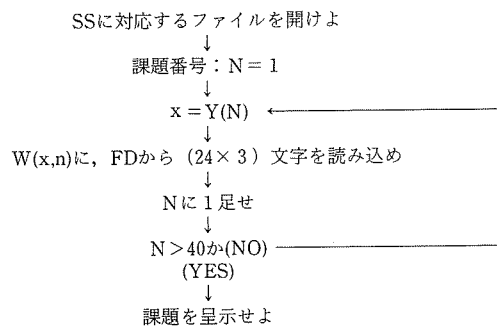 SSに対応するファイルを開けよ
↓
課題番号：N＝1
↓
x＝Y(N)
↓
W(x,n)に，FDから（24×3）文字を読み込め
↓
Nに1足せ
↓
N＞40か(NO)
(YES)
↓
課題を呈示せよ